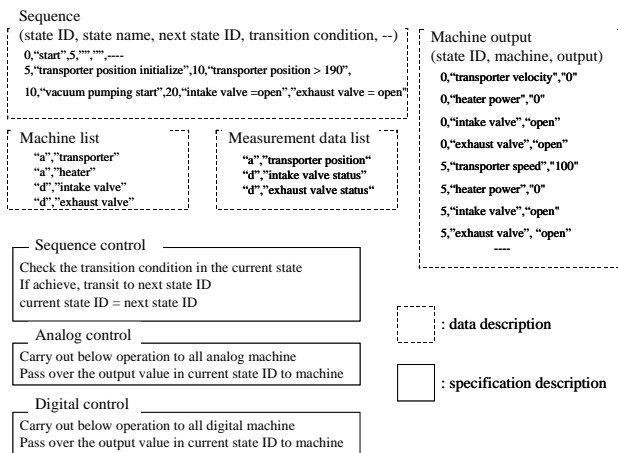 Sequence
(state ID, state name, next state ID, transition condition, --)
0,“start”,5,””,””,----
5,“transporter position initialize”,10,“transporter position > 190”,
10,“vacuum pumping start”,20,“intake valve =open”,”exhaust valve = open"
Machine list
“a”,”transporter”
“a”,”heater”
“d”,”intake valve”
“d”,”exhaust valve”
Measurement data list
“a”,”transporter position“
“d”,”intake valve status”
“d”,”exhaust valve status“
Machine output
(state ID, machine, output)
0,“transporter velocity","0"
0,“heater power”,"0"
0,“intake valve”,“open”
0,“exhaust valve”,“open”
5,”transporter speed”,"100"
5,”heater power”,"0"
5,”intake valve”,“open"
5,”exhaust valve”, “open”
----
Sequence control
Check the transition condition in the current state
If achieve, transit to next state ID
current state ID = next state ID
Analog control
Carry out below operation to all analog machine
Pass over the output value in current state ID to machine
Digital control
Carry out below operation to all digital machine
Pass over the output value in current state ID to machine
: data description
: specification description